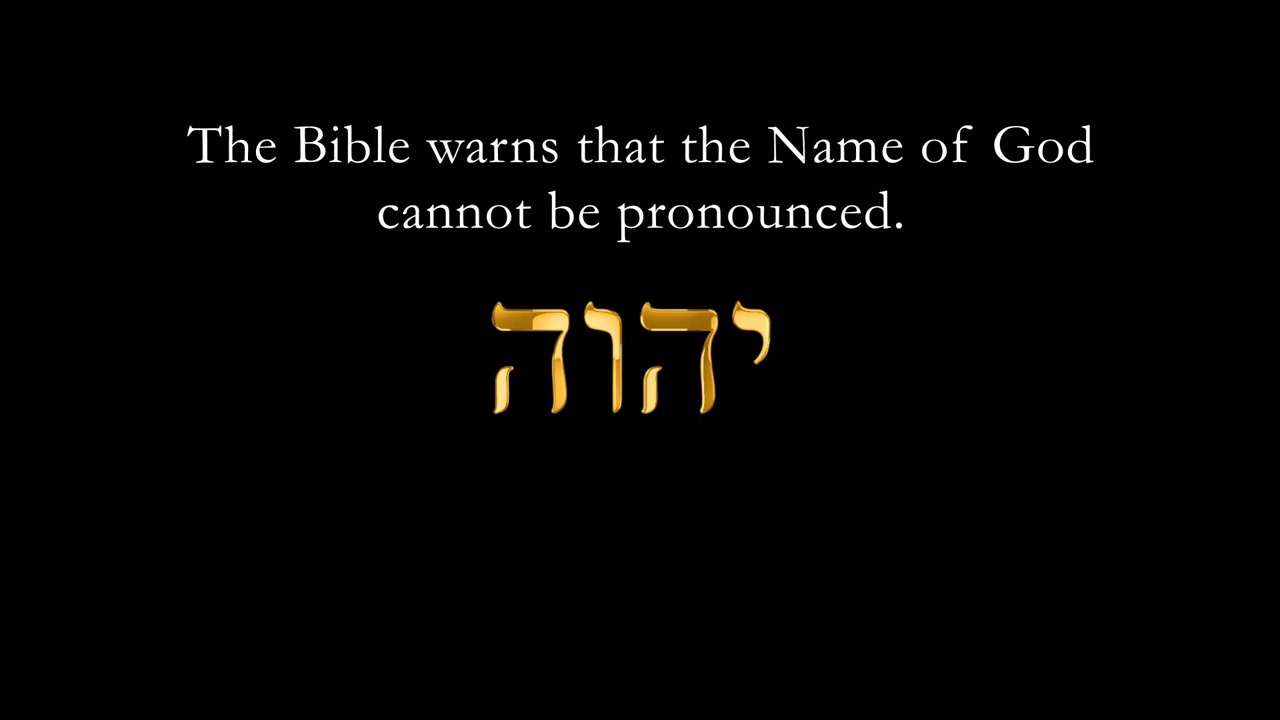 The Bible warns that the Name of God
cannot be pronounced.
יהוה